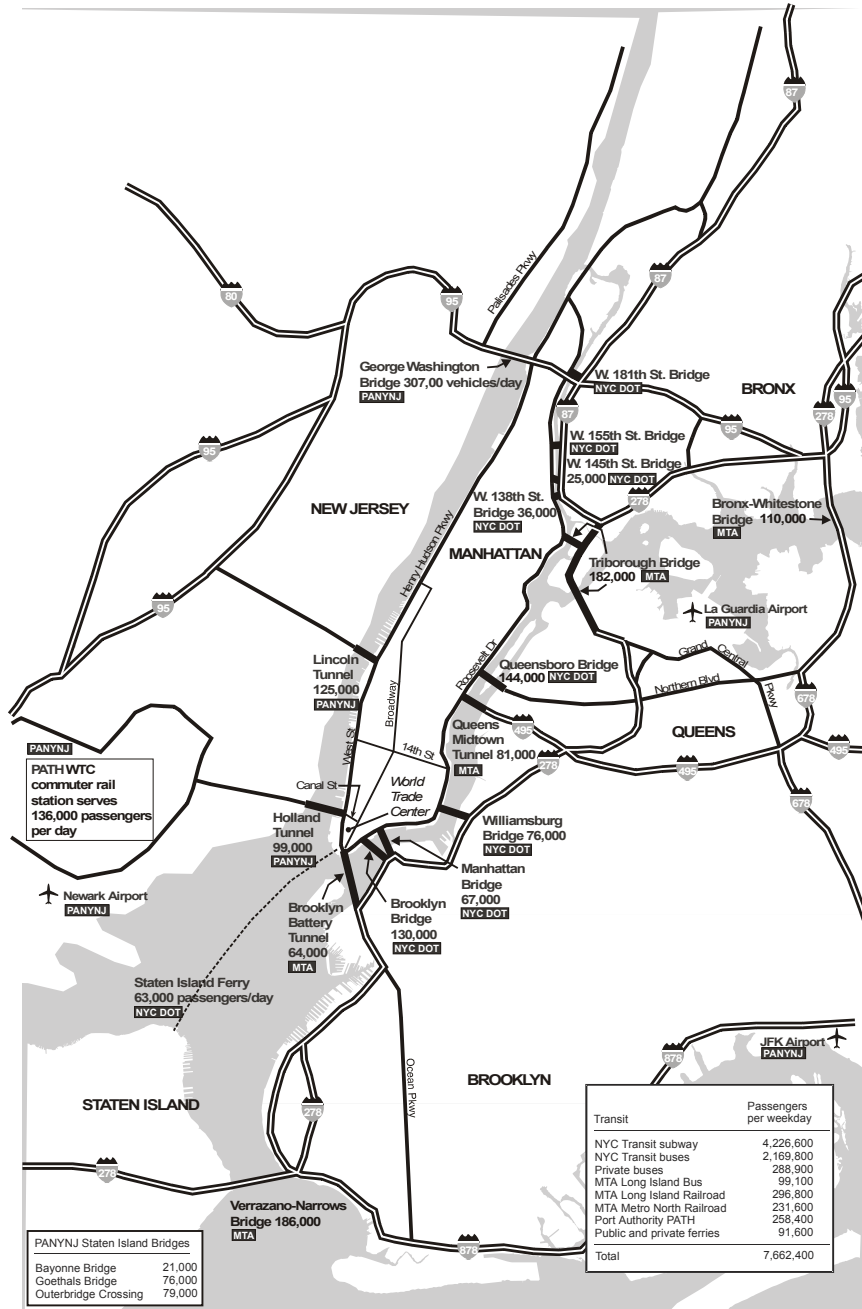 87
Palisades Pkwy
87
80
95
George Washington
Bridge 307,00 vehicles/day
PANYNJ
W. 181th St. Bridge
NYC DOT
BRONX
95
278
87
95
W. 155th St. Bridge
NYC DOT
W. 145th St. Bridge
25,000 NYC DOT
95
NEW JERSEY
W. 138th St.
Bridge 36,000
NYC DOT
278
Bronx-Whitestone
Bridge 110,000
MTA
Henry Hudson Pkwy
MANHATTAN
Triborough Bridge
182,000 MTA
95
La Guardia Airport
PANYNJ
Lincoln
Tunnel
125,000
PANYNJ
Roosevelt Dr
Queensboro Bridge
144,000 NYC DOT
Grand Central Pkwy
Northern Blvd
678
Broadway
West St
14th St
Queens
Midtown
Tunnel 81,000
MTA
495
QUEENS
278
495
495
PANYNJ
PATH WTC
commuter rail
station serves
136,000 passengers
per day
Canal St
World
Trade
Center
678
Holland
Tunnel
99,000
PANYNJ
Williamsburg
Bridge 76,000
NYC DOT
Manhattan
Bridge
67,000
NYC DOT
Newark Airport
PANYNJ
Brooklyn
Battery
Tunnel
64,000
MTA
Brooklyn
Bridge
130,000
NYC DOT
Staten Island Ferry
63,000 passengers/day
NYC DOT
JFK Airport
PANYNJ
878
Ocean Pkwy
BROOKLYN
STATEN ISLAND
278
278
Verrazano-Narrows
Bridge 186,000
MTA
878
Transit Passengers
per weekday
NYC Transit subway 4,226,600
NYC Transit buses 2,169,800
Private buses 288,900
MTA Long Island Bus 99,100
MTA Long Island Railroad 296,800
MTA Metro North Railroad 231,600
Port Authority PATH 258,400
Public and private ferries 91,600
Total 7,662,400
PANYNJ Staten Island Bridges
Bayonne Bridge 21,000
Goethals Bridge 76,000
Outerbridge Crossing 79,000